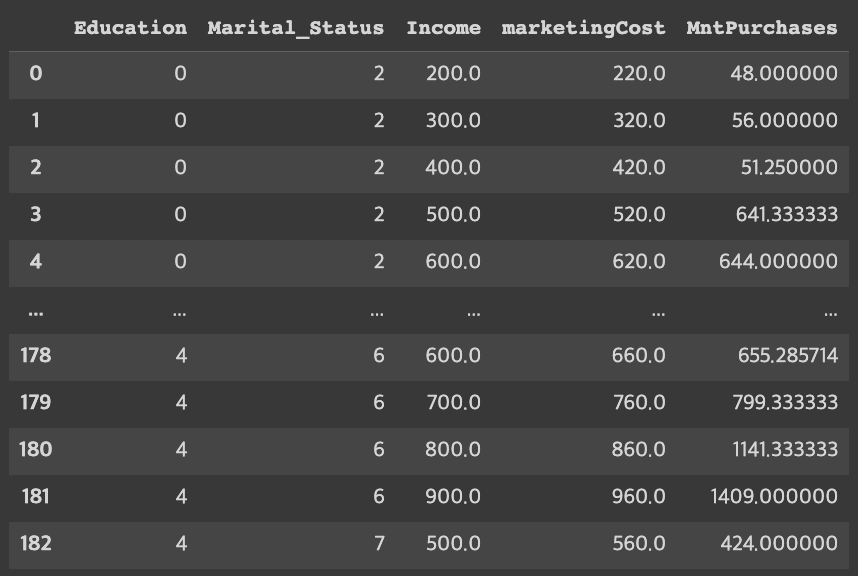 Education Marital_Status Income marketingCost MntPurchases
0 0 2 200.0 220.0 48.000000
1 0 2 300.0 320.0 56.000000
2 0 2 400.0 420.0 51.250000
3 0 2 500.0 520.0 641.333333
4 0 2 600.0 620.0 644.000000
... ... ... ... ... ...
178 4 6 600.0 660.0 655.285714
179 4 6 700.0 760.0 799.333333
180 4 6 800.0 860.0 1141.333333
181 4 6 900.0 960.0 1409.000000
182 4 7 500.0 560.0 424.000000